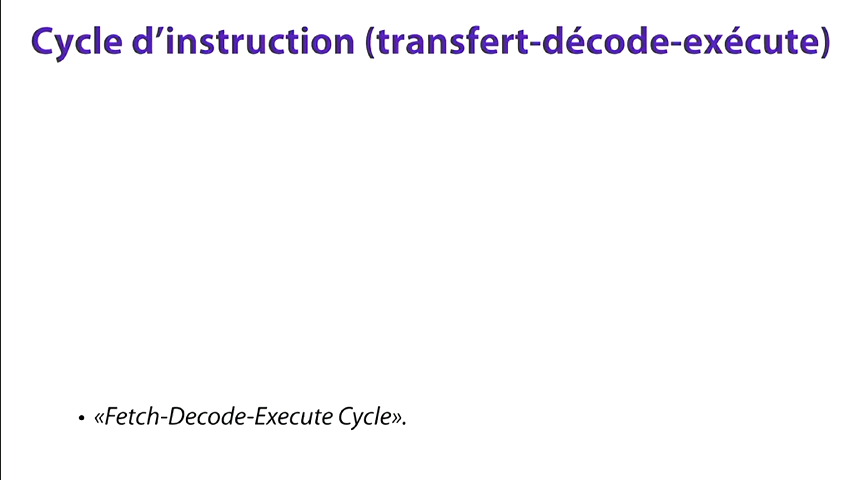 Cycle d’instruction (transfert-décode-exécute)
• «Fetch-Decode-Execute Cycle».